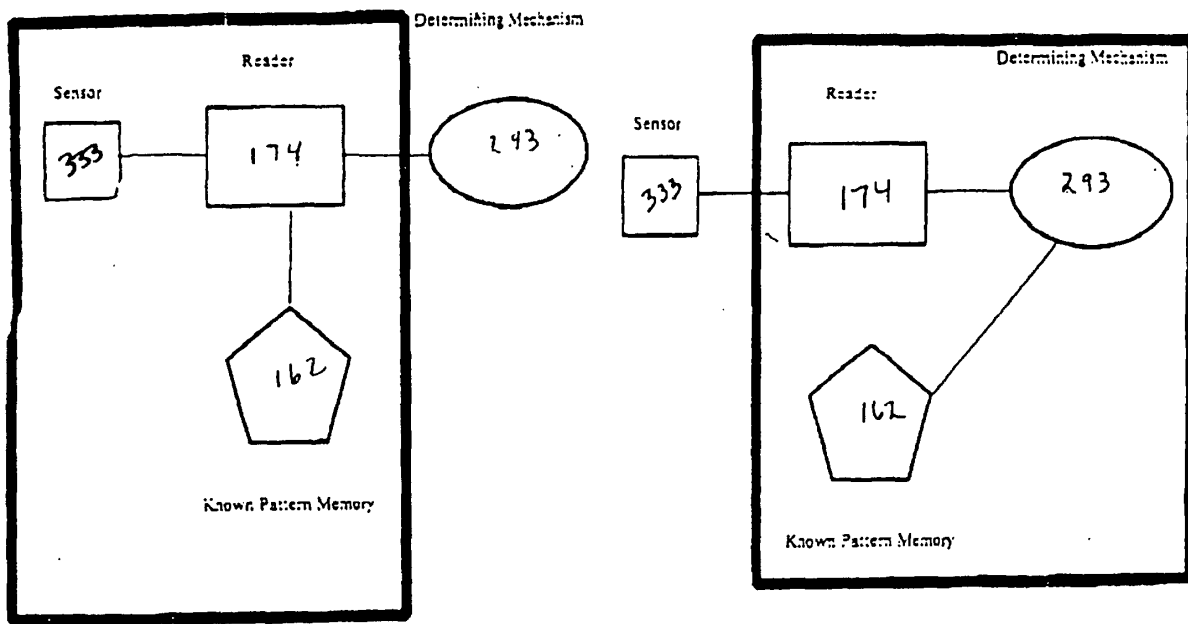 Determining Mechanism
Reader
Sensor
333
174
293
162
Known Pattern Memory
Determining Mechanism
Reader
Sensor
333
174
293
162
Known Pattern Memory